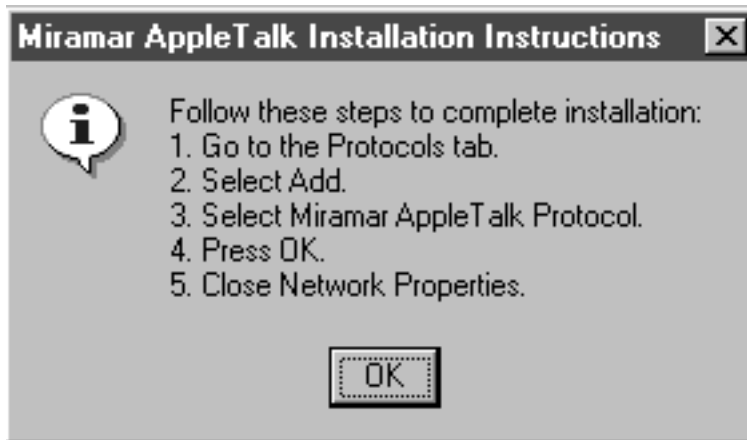 Miramar AppleTalk Installation Instructions
Follow these steps to complete installation:
1. Go to the Protocols tab.
2. Select Add.
3. Select Miramar AppleTalk Protocol.
4. Press OK.
5. Close Network Properties.
OK